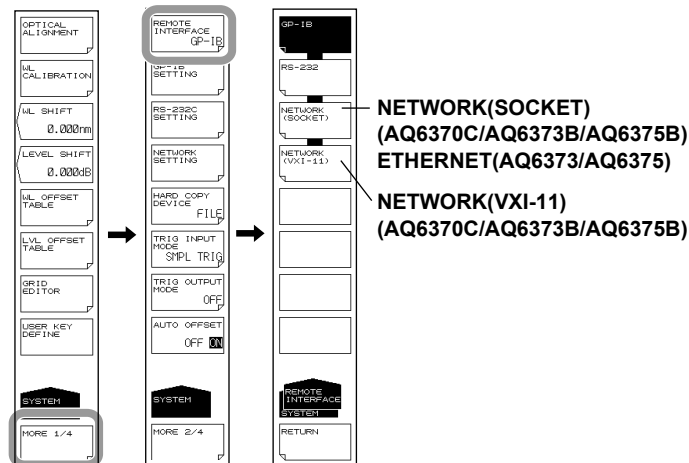 OPTICAL
ALIGNMENT
WL
CALIBRATION
WL SHIFT
0.000nm
LEVEL SHIFT
0.000dB
WL OFFSET
TABLE
LVL OFFSET
TABLE
GRID
EDITOR
USER KEY
DEFINE
SYSTEM
MORE 1/4
REMOTE
INTERFACE
GP-IB
GP-IB
SETTING
RS-232C
SETTING
NETWORK
SETTING
HARD COPY
DEVICE
FILE
TRIG INPUT
MODE
SMPL TRIG
TRIG OUTPUT
MODE
OFF
AUTO OFFSET
OFF ON
SYSTEM
MORE 2/4
GP-IB
RS-232
NETWORK
(SOCKET)
NETWORK
(VXI-11)
REMOTE
INTERFACE
SYSTEM
RETURN
NETWORK(SOCKET)
(AQ6370C/AQ6373B/AQ6375B)
ETHERNET(AQ6373/AQ6375)
NETWORK(VXI-11)
(AQ6370C/AQ6373B/AQ6375B)